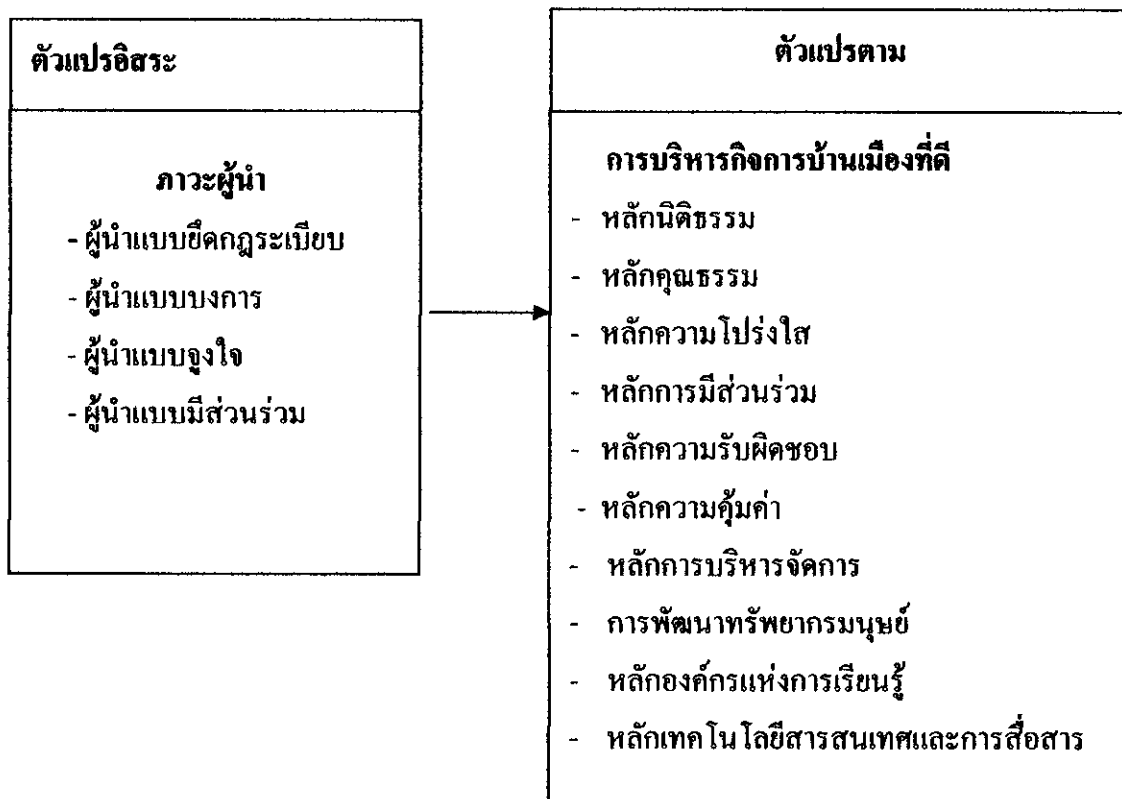 ตัวแปรอิสระ
ภาวะผู้นำ
- ผู้นำแบบยึดกฎระเบียบ
- ผู้นำแบบบงการ
- ผู้นำแบบจูงใจ
- ผู้นำแบบมีส่วนร่วม
ตัวแปรตาม
การบริหารกิจการบ้านเมืองที่ดี
- หลักนิติธรรม
- หลักคุณธรรม
- หลักความโปร่งใส
- หลักการมีส่วนร่วม
- หลักความรับผิดชอบ
- หลักความคุ้มค่า
- หลักการบริหารจัดการ
- การพัฒนาทรัพยากรมนุษย์
- หลักองค์กรแห่งการเรียนรู้
- หลักเทคโนโลยีสารสนเทศและการสื่อสาร